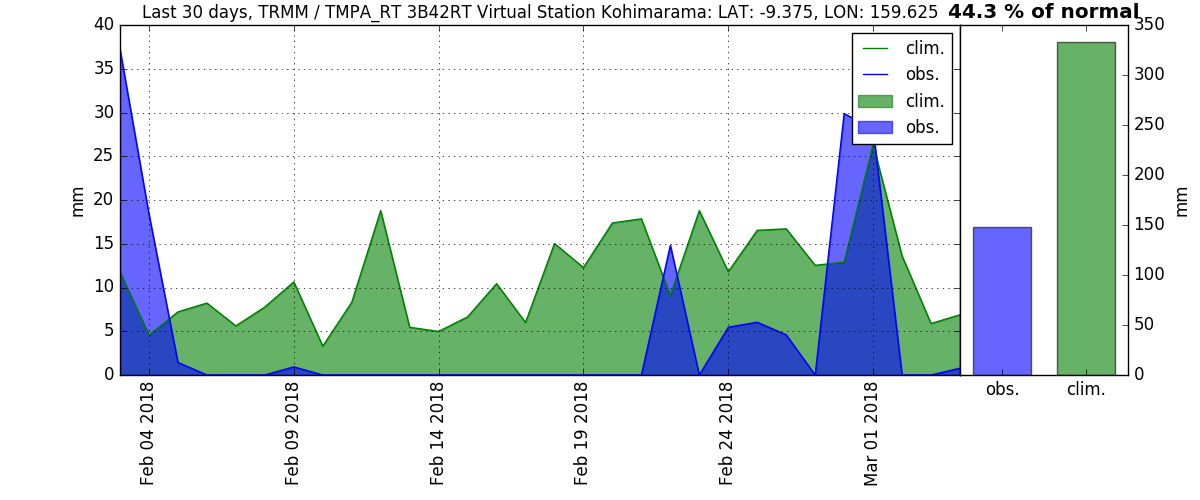 Last 30 days, TRMM / TMPA_RT 3B42RT Virtual Station Kohimarama: LAT: -9.375, LON: 159.625
44.3 % of normal
40
35
30
25
20
15
10
5
0
mm
clim.
obs.
clim.
obs.
Feb 04 2018
Feb 09 2018
Feb 14 2018
Feb 19 2018
Feb 24 2018
Mar 01 2018
350
300
250
200
150
100
50
0
mm
obs.
clim.